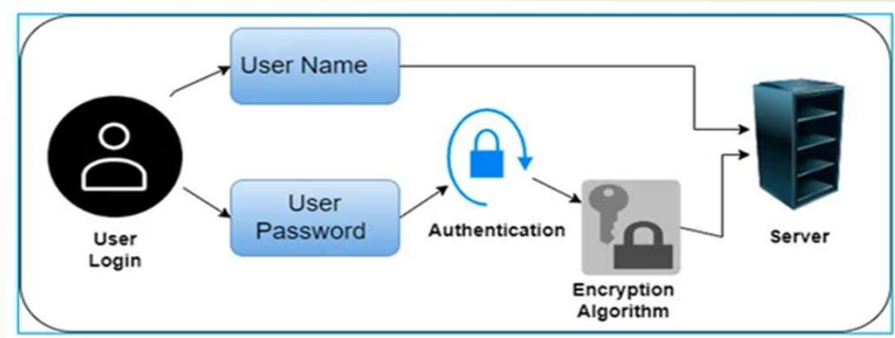 User Name
User
Password
User
Login
Authentication
Encryption
Algorithm
Server